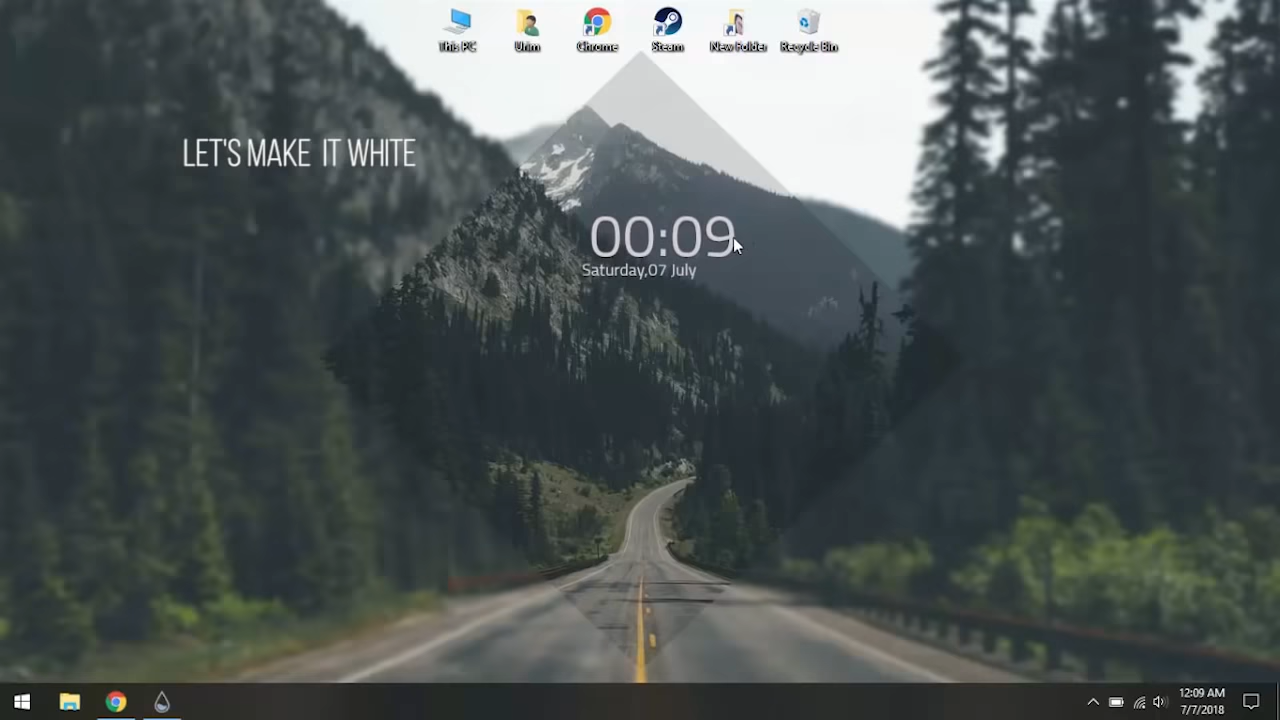 This PC
Urim
Chrome
Steam
New Folder
Recycle Bin
LET'S MAKE IT WHITE
00:09
Saturday,07 July
12:09 AM
7/7/2018